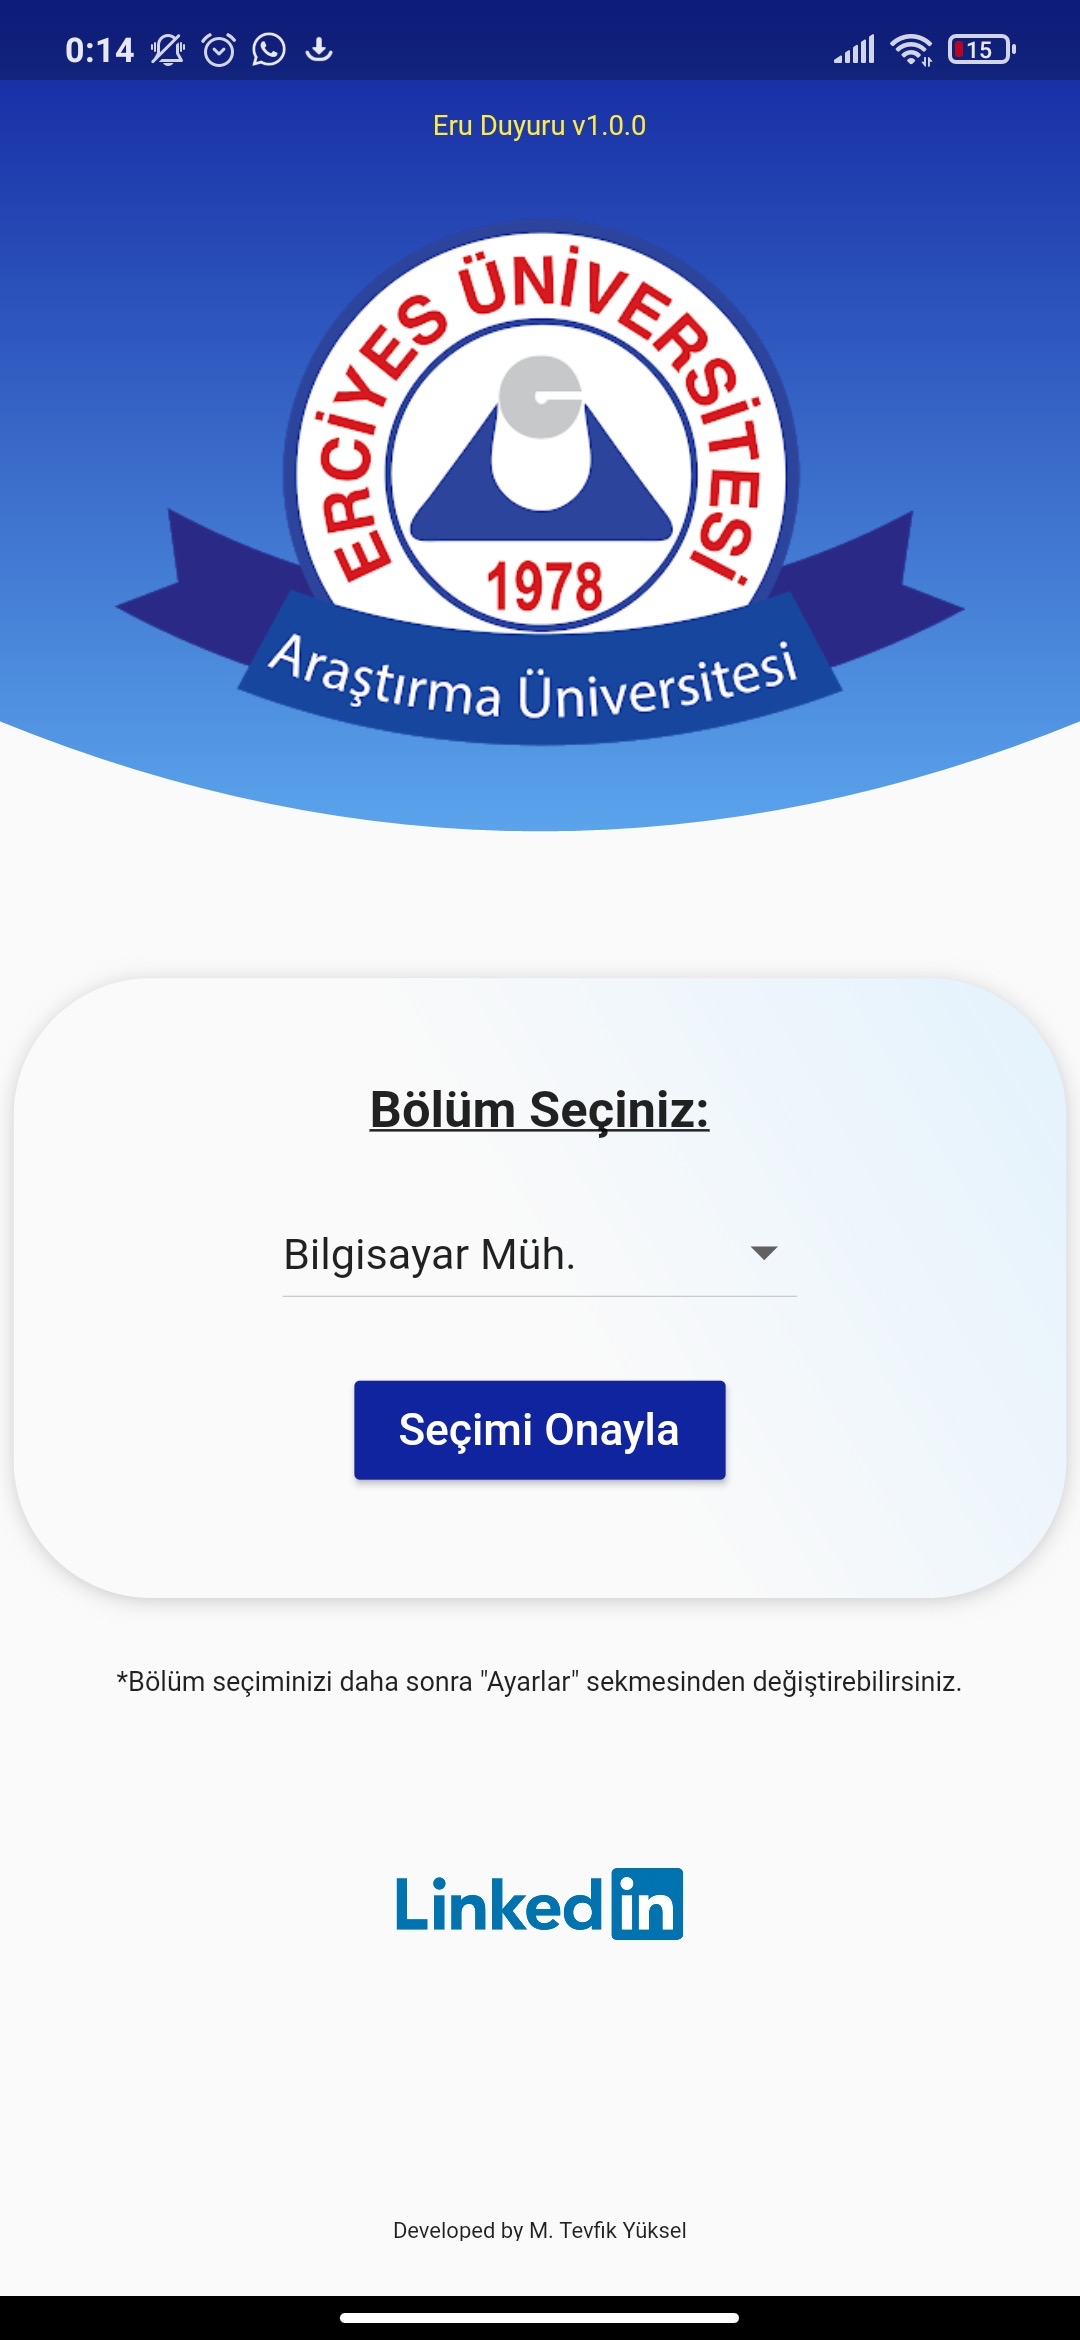 0:14
15
Eru Duyuru v1.0.0
ERCİYES ÜNİVERSİTESİ
1978
Araştırma Üniversitesi
Bölüm Seçiniz:
Bilgisayar Müh.
Seçimi Onayla
*Bölüm seçiminizi daha sonra "Ayarlar" sekmesinden değiştirebilirsiniz.
Linkedin
Developed by M. Tevfik Yüksel